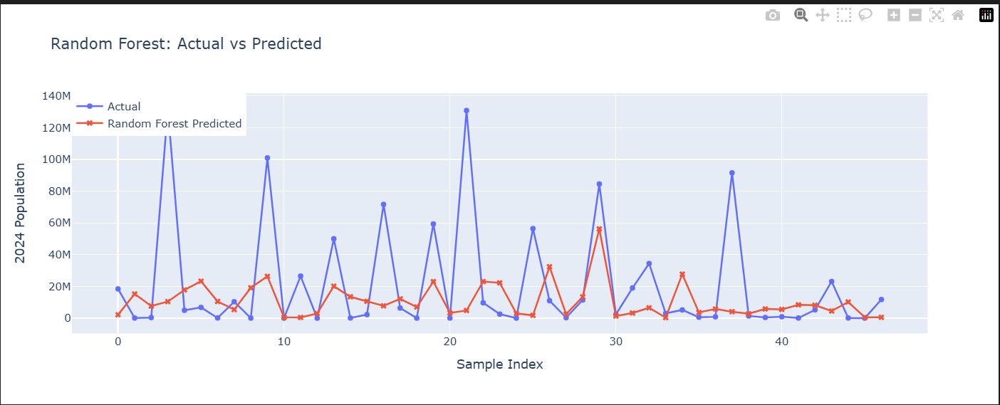 Random Forest: Actual vs Predicted
140M
120M
100M
80M
60M
40M
20M
0
2024 Population
Actual
Random Forest Predicted
0 10 20 30 40
Sample Index